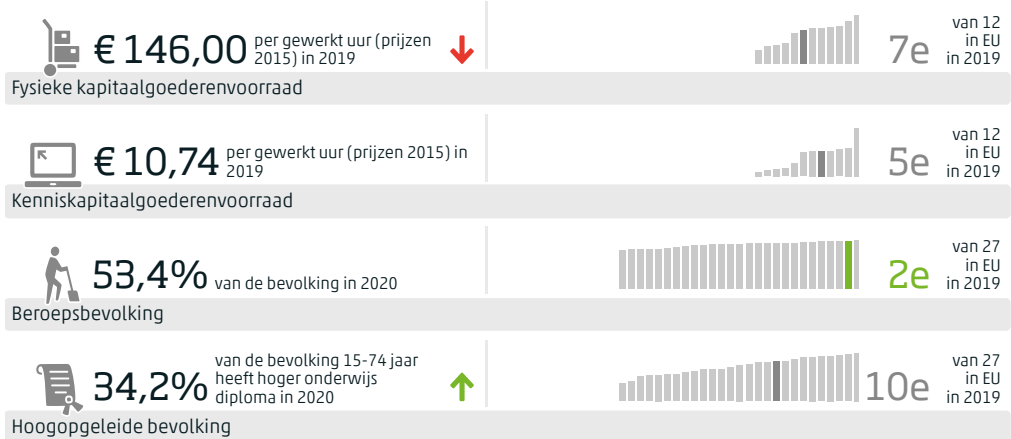 € 146,00 per gewerkt uur (prijzen
2015) in 2019
7e
van 12
in EU
in 2019
Fysieke kapitaalgoederenvoorraad
€ 10,74 per gewerkt uur (prijzen 2015) in
2019
5e
van 12
in EU
in 2019
Kenniskapitaalgoederenvoorraad
53,4% van de bevolking in 2020
2e
van 27
in EU
in 2019
Beroepsbevolking
34,2%
van de bevolking 15-74 jaar
heeft hoger onderwijs
diploma in 2020
10e
van 27
in EU
in 2019
Hoogopgeleide bevolking